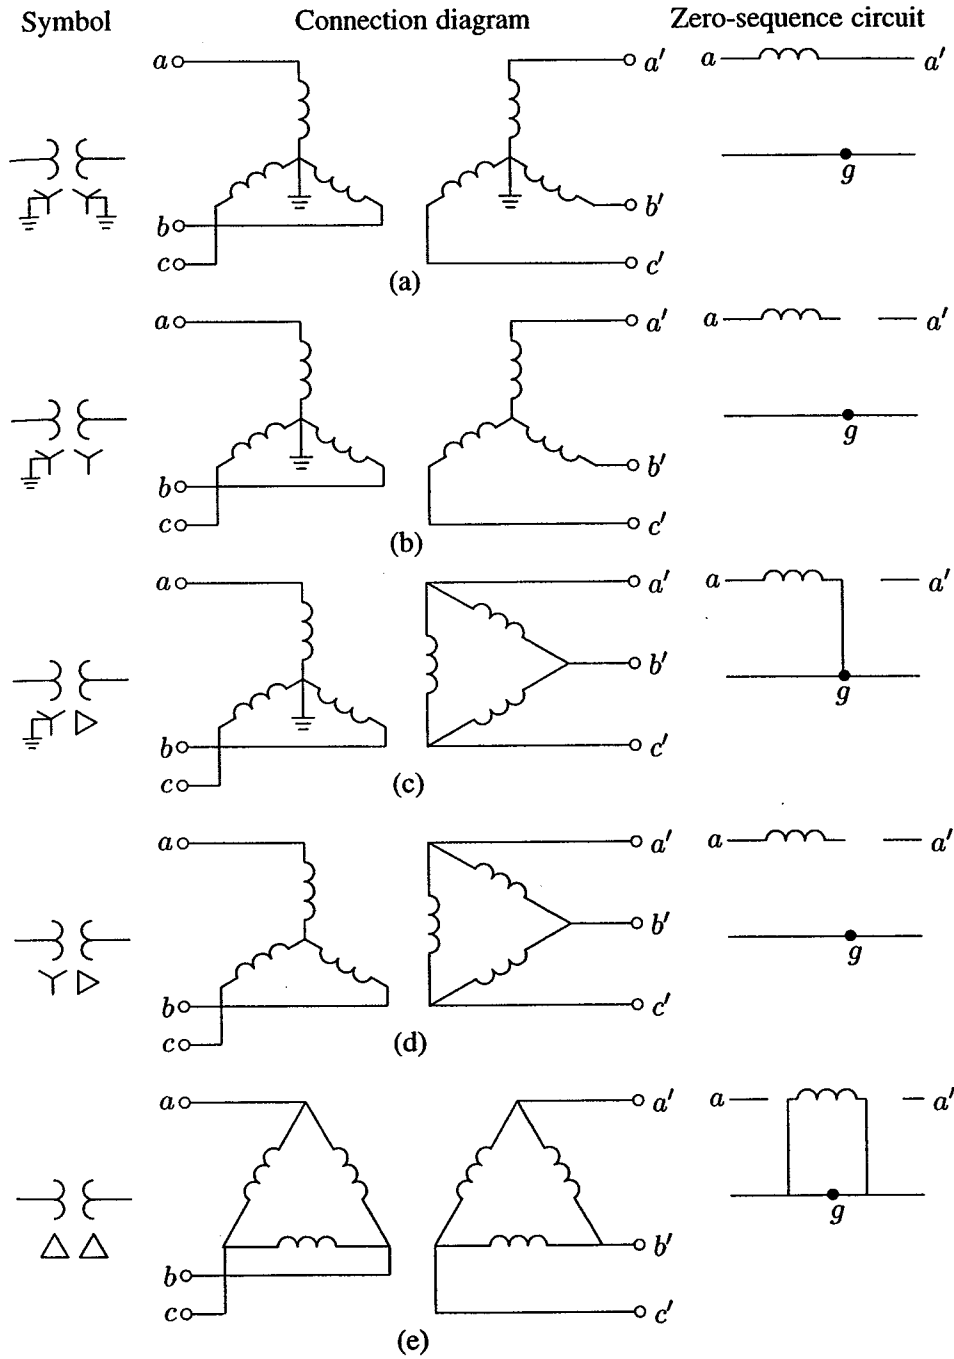 Symbol Connection diagram Zero-sequence circuit
a a′ a a′
g
b b′
c c′
(a)
a a′ a a′
g
b b′
c c′
(b)
a a′ a a′
b′
g
b c′
c
(c)
a a′ a a′
b′
g
b c′
c
(d)
a a′ a a′
g
b b′
c c′
(e)